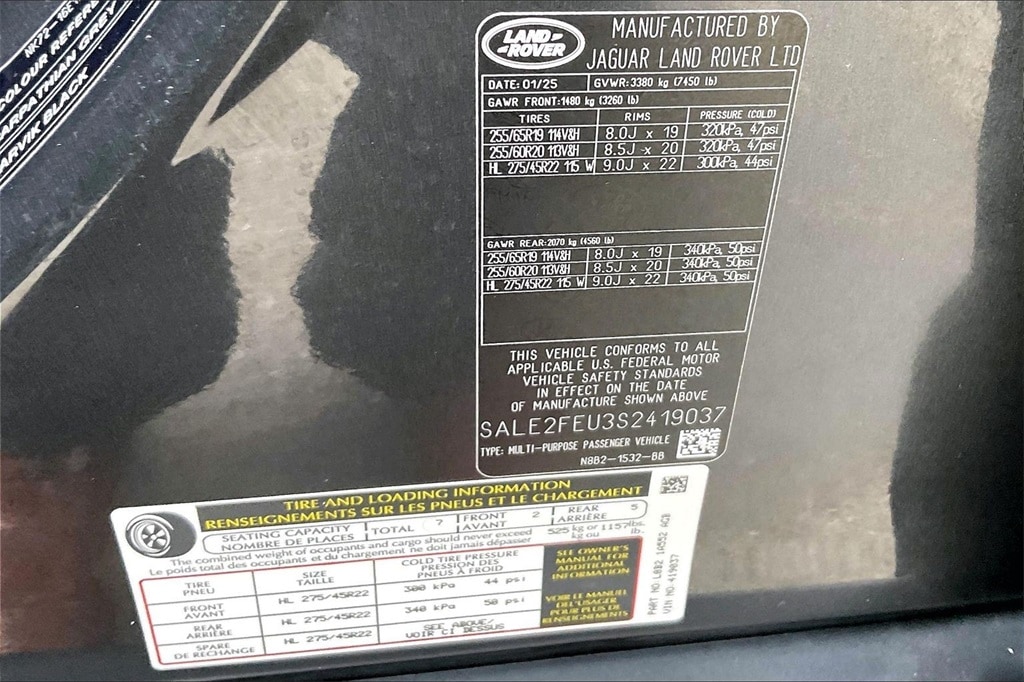 NK72-16E
COLOUR REFERE
ARPATHIAN GREY
ARVIK BLACK
LAND
ROVER
MANUFACTURED BY
JAGUAR LAND ROVER LTD
DATE: 01/25 GVWR: 3380 kg (7450 lb)
GAWR FRONT: 1480 kg (3260 lb)
TIRES RIMS PRESSURE (COLD)
255/65R19 114V&H 8.0J x 19 320kPa, 47psi
255/60R20 113V&H 8.5J x 20 320kPa, 47psi
HL 275/45R22 115 W 9.0J x 22 300kPa, 44psi
GAWR REAR: 2070 kg (4560 lb)
255/65R19 114V&H 8.0J x 19 340kPa, 50psi
255/60R20 113V&H 8.5J x 20 340kPa, 50psi
HL 275/45R22 115 W 9.0J x 22 340kPa, 50psi
THIS VEHICLE CONFORMS TO ALL
APPLICABLE U.S. FEDERAL MOTOR
VEHICLE SAFETY STANDARDS
IN EFFECT ON THE DATE
OF MANUFACTURE SHOWN ABOVE
SALE2FEU3S2419037
TYPE: MULTI-PURPOSE PASSENGER VEHICLE
N8B2-1532-BB
TIRE AND LOADING INFORMATION
RENSEIGNEMENTS SUR LES PNEUS ET LE CHARGEMENT
SEATING CAPACITY
NOMBRE DE PLACES
TOTAL 7
FRONT
AVANT 2
REAR
ARRIÈRE 5
The combined weight of occupants and cargo should never exceed
Le poids total des occupants et du chargement ne doit jamais dépasser
525 kg or 1157 lbs.
ou lb.
TIRE
PNEU
SIZE
TAILLE
COLD TIRE PRESSURE
PRESSION DES
PNEUS À FROID
FRONT
AVANT
HL 275/45R22 300 kPa 44 psi
REAR
ARRIÈRE
HL 275/45R22 340 kPa 50 psi
SPARE
DE RECHANGE
HL 275/45R22
SEE ABOVE/
VOIR CI DESSUS
SEE OWNER'S
MANUAL FOR
ADDITIONAL
INFORMATION
VOIR LE MANUEL
DE L'USAGER
POUR PLUS DE
RENSEIGNEMENTS
PART NO:L8B2 1A552 AGB
VIN NO:419037